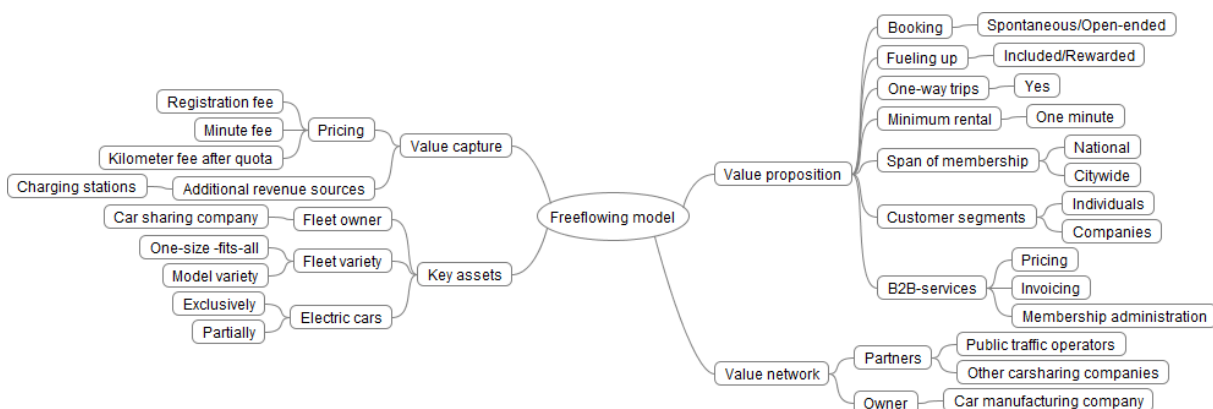 Freeflowing model
Value capture
Pricing
Registration fee
Minute fee
Kilometer fee after quota
Additional revenue sources
Charging stations
Key assets
Fleet owner
Car sharing company
Fleet variety
One-size -fits-all
Model variety
Electric cars
Exclusively
Partially
Value proposition
Booking
Spontaneous/Open-ended
Fueling up
Included/Rewarded
One-way trips
Yes
Minimum rental
One minute
Span of membership
National
Citywide
Customer segments
Individuals
Companies
B2B-services
Pricing
Invoicing
Membership administration
Value network
Partners
Public traffic operators
Other carsharing companies
Owner
Car manufacturing company